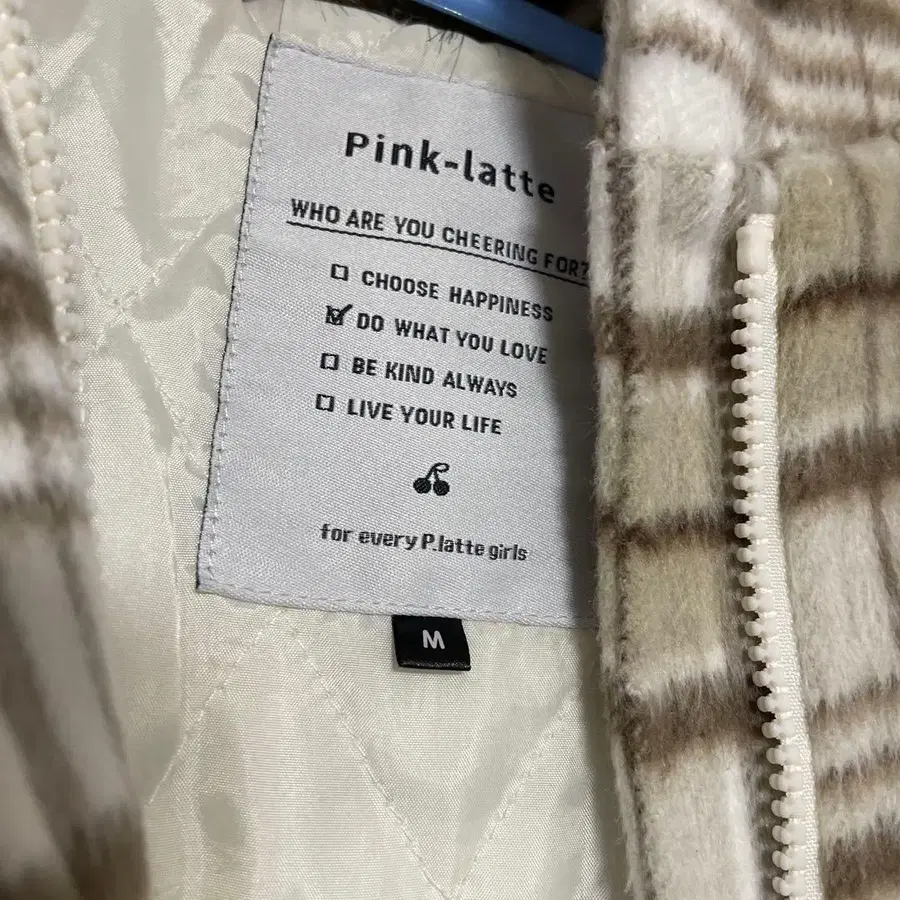 Pink-latte
WHO ARE YOU CHEERING FOR?
CHOOSE HAPPINESS
DO WHAT YOU LOVE
BE KIND ALWAYS
LIVE YOUR LIFE
for every P.latte girls
M